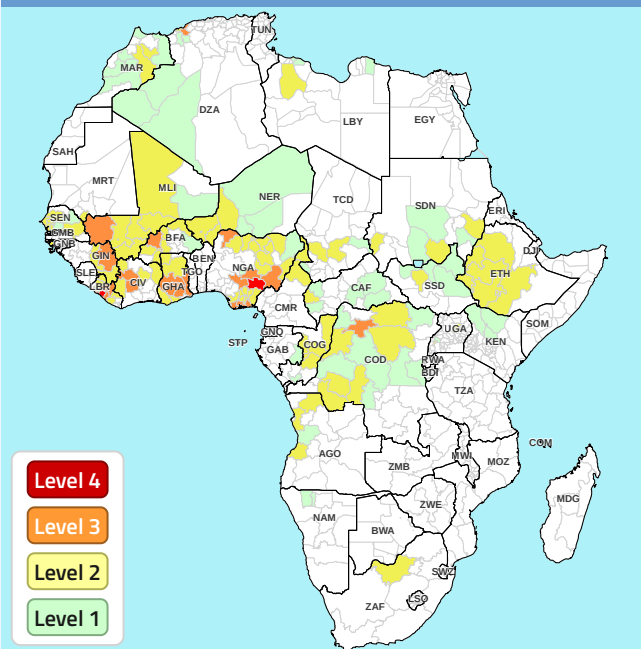 TUN
MAR
DZA
LBY
EGY
SAH
MRT
MLI
NER
TCD
SDN
ERI
SEN
GMB
GNB
BFA
DJI
GIN
BEN
NGA
SLE
TGO
CIV
ETH
LBR
GHA
CAF
SSD
CMR
SOM
GNQ
UGA
STP
GAB
COG
KEN
COD
RWA
BDI
TZA
COM
AGO
MWI
MOZ
ZMB
MDG
NAM
ZWE
BWA
SWZ
LSO
ZAF
Level 4
Level 3
Level 2
Level 1